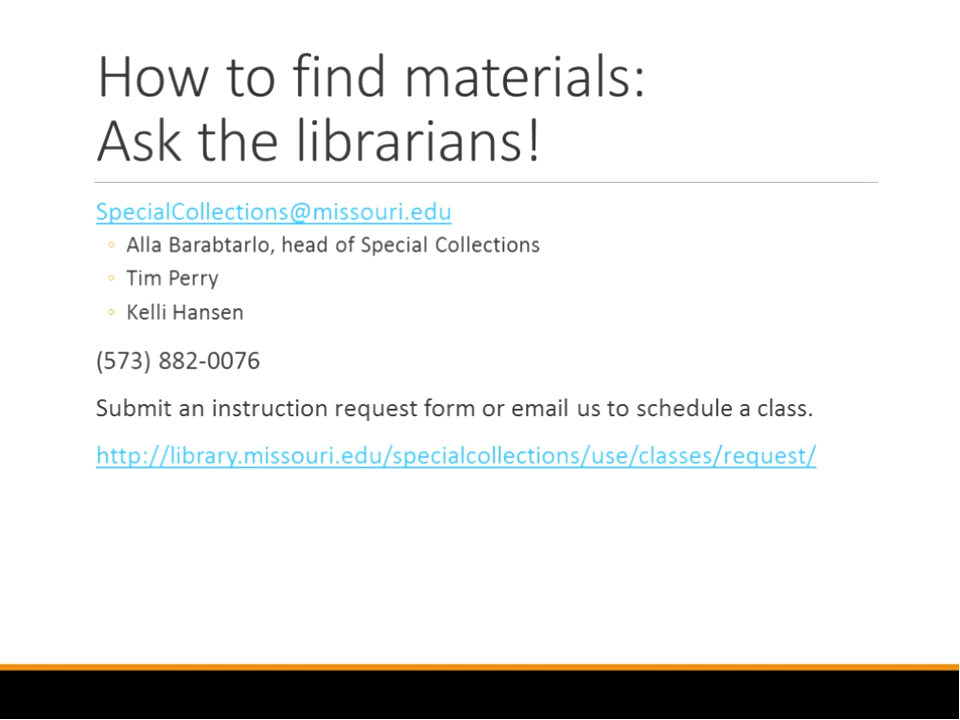 How to find materials:
Ask the librarians!
SpecialCollections@missouri.edu
◦ Alla Barabtarlo, head of Special Collections
◦ Tim Perry
◦ Kelli Hansen
(573) 882-0076
Submit an instruction request form or email us to schedule a class.
http://library.missouri.edu/specialcollections/use/classes/request/